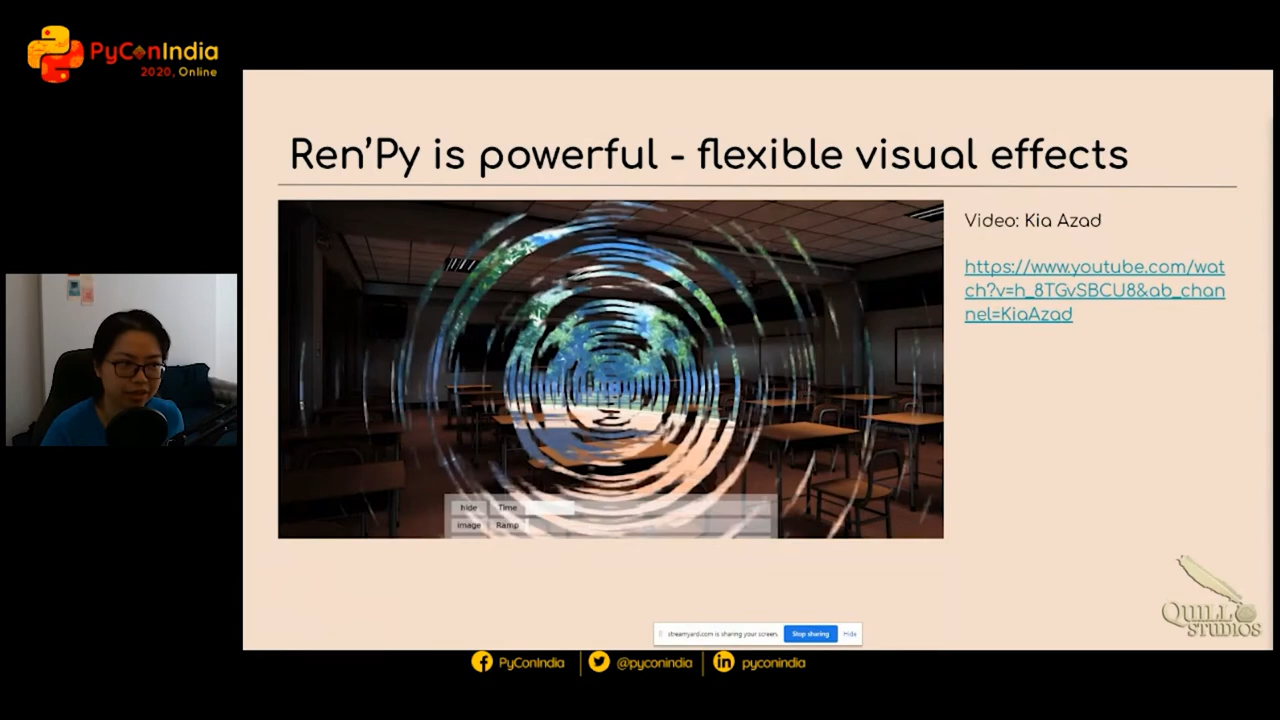 PyConIndia
2020, Online
Ren'Py is powerful - flexible visual effects
Video: Kia Azad
https://www.youtube.com/wat
ch?v=h_8TGvSBCU8&ab_chan
nel=KiaAzad
hide Time
image Ramp
QUILL
STUDIOS
streamyard.com is sharing your screen. Stop sharing Hide
PyConIndia @pyconindia pyconindia